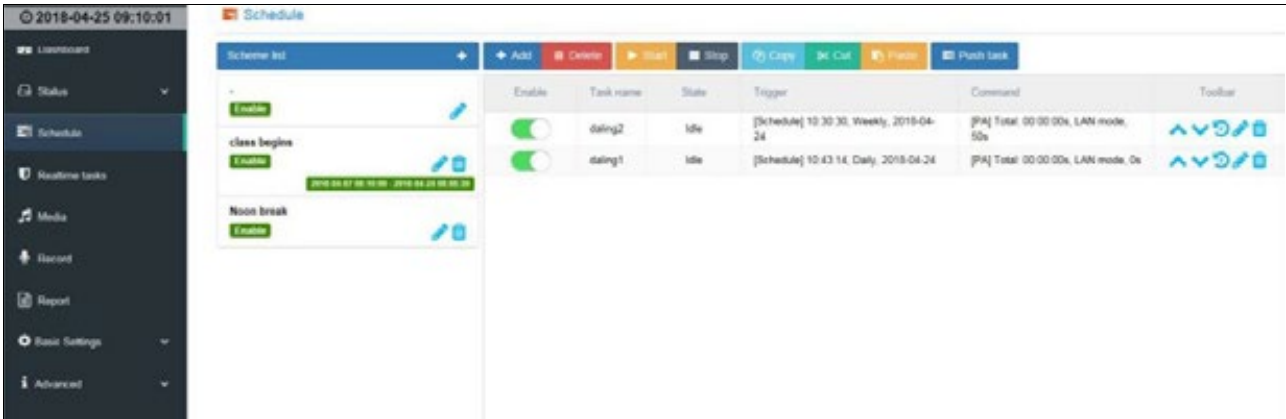 2018-04-25 09:10:01
Schedule
Dashboard
Status
Schedule
Realtime tasks
Media
Record
Report
Basic Settings
Advanced
Scheme list
-
Enable
class begins
Enable
Noon break
Enable
Add Delete Start Stop Copy Cut Paste Push task
Enable Task name State Trigger Command Toolbar
daling2 Idle [Schedule] 10:30:30, Weekly, 2018-04-24 [PA] Total: 00:00:00s, LAN mode, 50s
daling1 Idle [Schedule] 10:43:14, Daily, 2018-04-24 [PA] Total: 00:00:00s, LAN mode, 0s